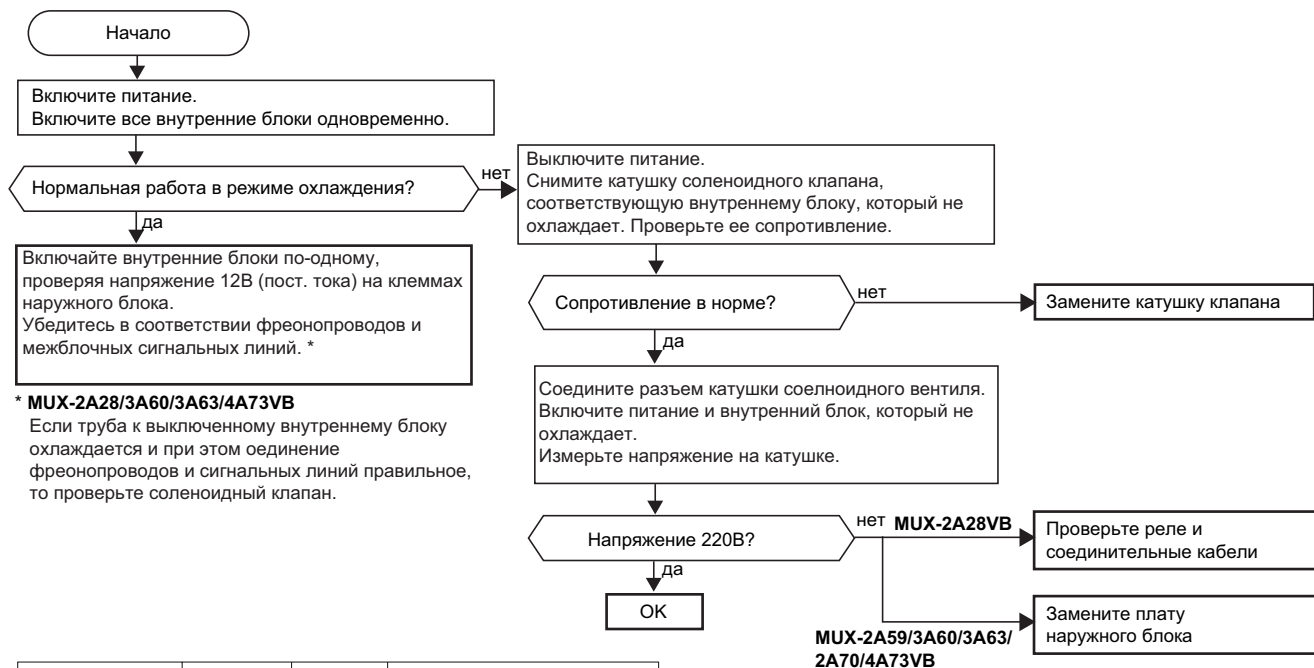 Начало
Включите питание.
Включите все внутренние блоки одновременно.
Нормальная работа в режиме охлаждения?
нет
да
Включайте внутренние блоки по-одному,
проверяя напряжение 12В (пост. тока) на клеммах
наружного блока.
Убедитесь в соответствии фреонопроводов и
межблочных сигнальных линий. *
* MUX-2A28/3A60/3A63/4A73VB
Если труба к выключенному внутреннему блоку
охлаждается и при этом оединение
фреонопроводов и сигнальных линий правильное,
то проверьте соленоидный клапан.
Выключите питание.
Снимите катушку соленоидного клапана,
соответствующую внутреннему блоку, который не
охлаждает. Проверьте ее сопротивление.
Сопротивление в норме?
нет
Замените катушку клапана
да
Соедините разъем катушки соелноидного вентиля.
Включите питание и внутренний блок, который не
охлаждает.
Измерьте напряжение на катушке.
Напряжение 220В?
нет
MUX-2A28VB
Проверьте реле и
соединительные кабели
да
OK
MUX-2A59/3A60/3A63/
2A70/4A73VB
Замените плату
наружного блока